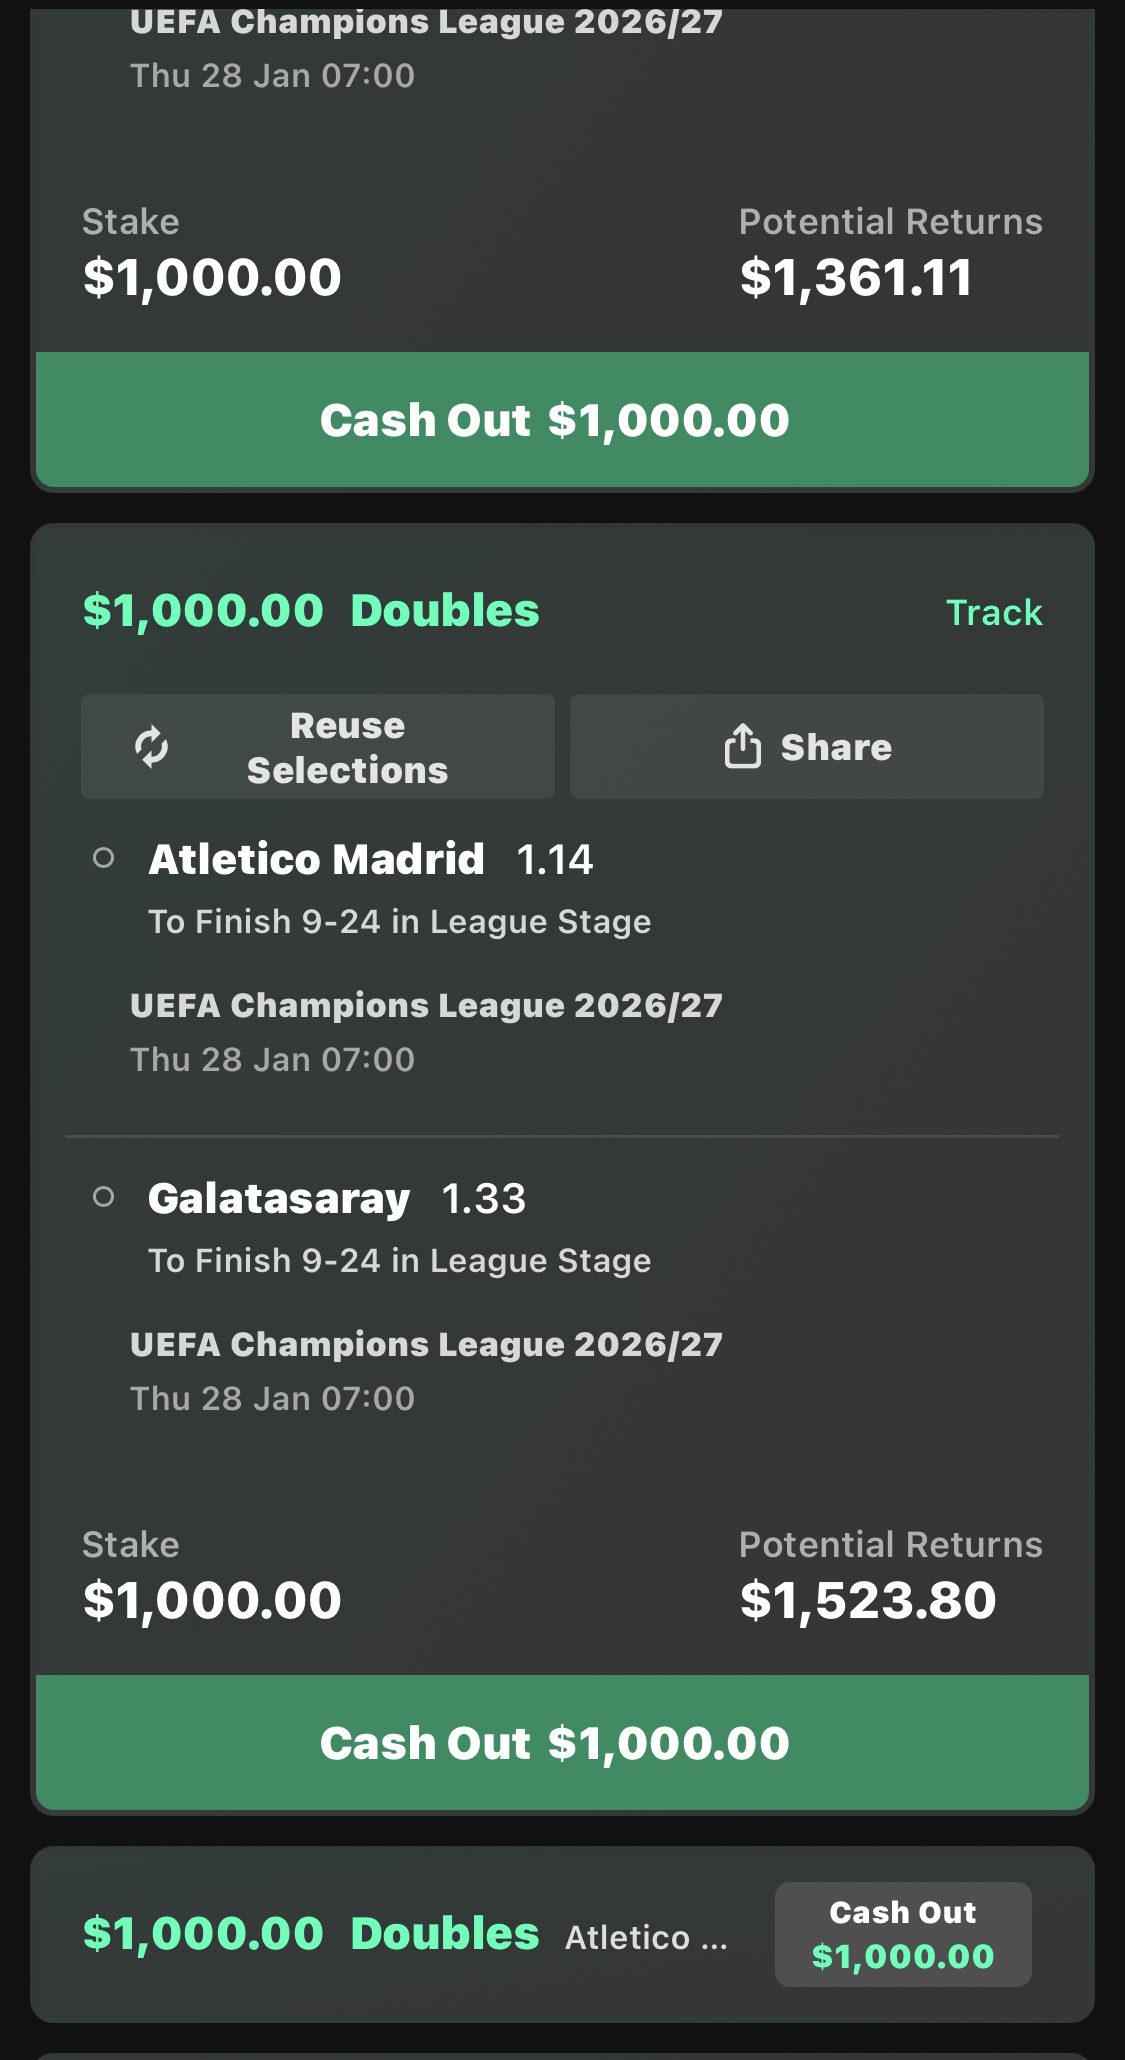 UEFA Champions League 2026/27
Thu 28 Jan 07:00
Stake
Potential Returns
$1,000.00
$1,361.11
Cash Out $1,000.00
$1,000.00 Doubles
Track
Reuse
Selections
Share
Atletico Madrid 1.14
To Finish 9-24 in League Stage
UEFA Champions League 2026/27
Thu 28 Jan 07:00
Galatasaray 1.33
To Finish 9-24 in League Stage
UEFA Champions League 2026/27
Thu 28 Jan 07:00
Stake
Potential Returns
$1,000.00
$1,523.80
Cash Out $1,000.00
$1,000.00 Doubles Atletico ...
Cash Out
$1,000.00